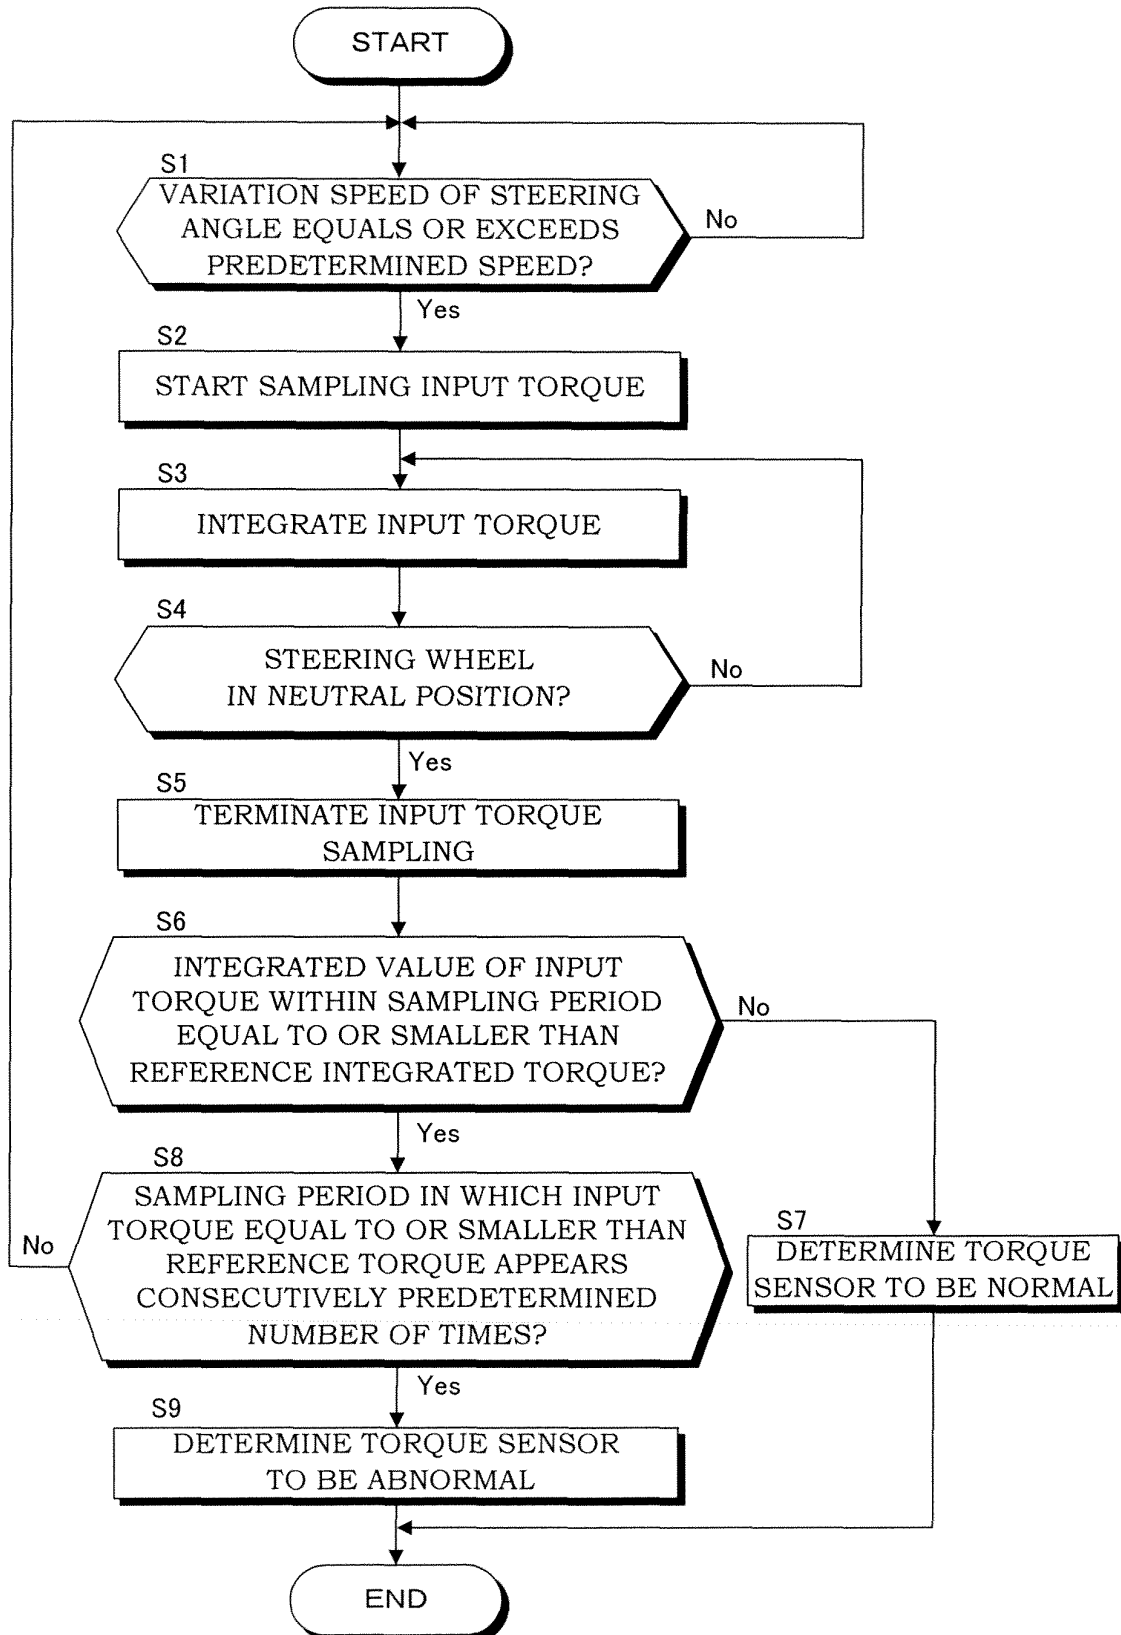 START
S1
VARIATION SPEED OF STEERING
ANGLE EQUALS OR EXCEEDS
PREDETERMINED SPEED?
No
Yes
S2
START SAMPLING INPUT TORQUE
S3
INTEGRATE INPUT TORQUE
S4
STEERING WHEEL
IN NEUTRAL POSITION?
No
Yes
S5
TERMINATE INPUT TORQUE
SAMPLING
S6
INTEGRATED VALUE OF INPUT
TORQUE WITHIN SAMPLING PERIOD
EQUAL TO OR SMALLER THAN
REFERENCE INTEGRATED TORQUE?
No
Yes
S8
SAMPLING PERIOD IN WHICH INPUT
TORQUE EQUAL TO OR SMALLER THAN
REFERENCE TORQUE APPEARS
CONSECUTIVELY PREDETERMINED
NUMBER OF TIMES?
No
S7
DETERMINE TORQUE
SENSOR TO BE NORMAL
Yes
S9
DETERMINE TORQUE SENSOR
TO BE ABNORMAL
END